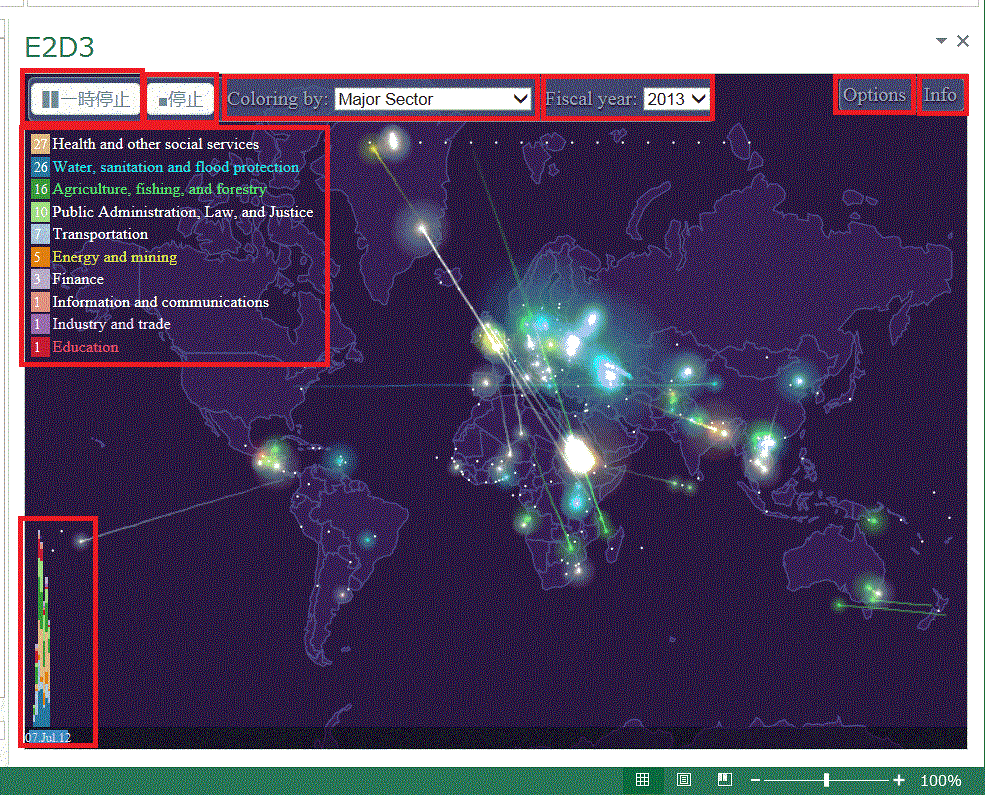 E2D3
一時停止
■停止
Coloring by: Major Sector
Fiscal year: 2013
Options
Info
27 Health and other social services
26 Water, sanitation and flood protection
16 Agriculture, fishing, and forestry
10 Public Administration, Law, and Justice
7 Transportation
5 Energy and mining
3 Finance
1 Information and communications
1 Industry and trade
1 Education
07.Jul.12
100%